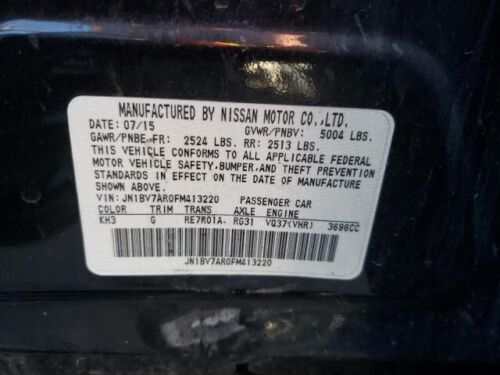 MANUFACTURED BY NISSAN MOTOR CO.,LTD.
DATE: 07/15 GVWR/PNBV: 5004 LBS.
GAWR/PNBE-FR: 2524 LBS. RR: 2513 LBS.
THIS VEHICLE CONFORMS TO ALL APPLICABLE FEDERAL
MOTOR VEHICLE SAFETY, BUMPER, AND THEFT PREVENTION
STANDARDS IN EFFECT ON THE DATE OF MANUFACTURE
SHOWN ABOVE.
VIN: JN1BV7AR0FM413220 PASSENGER CAR
COLOR TRIM TRANS AXLE ENGINE
KH3 G RE7R01A RG31 VQ37(VHR) 3696CC
JN1BV7AR0FM413220